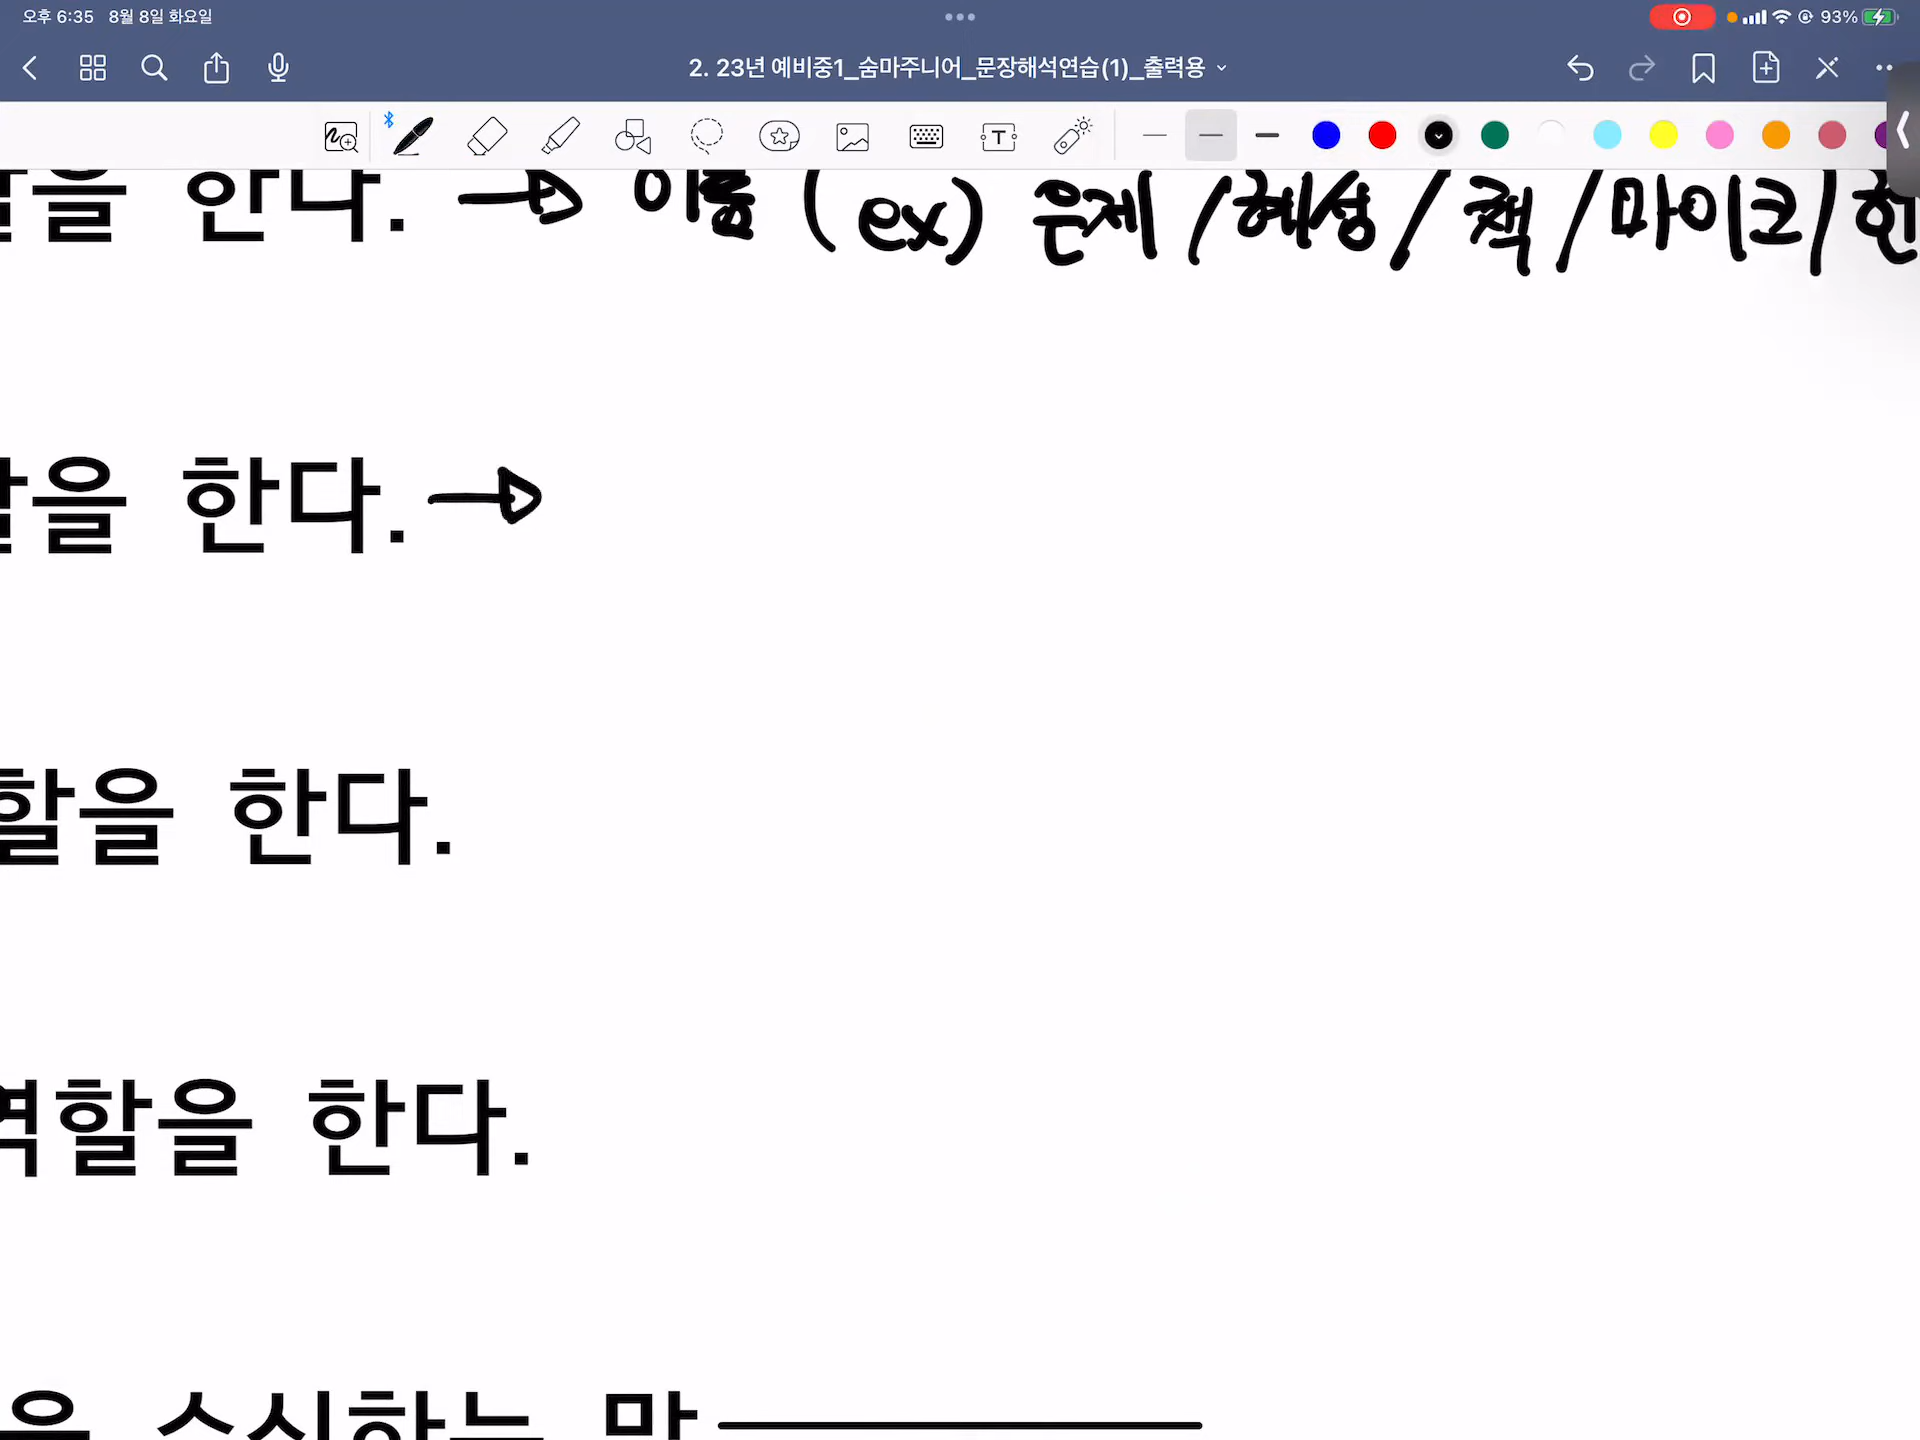 오후 6:35 8월 8일 화요일 93%
2. 23년 예비중1_숨마주니어_문장해석연습(1)_출력용
T
할을 한다. → 이름 (ex) 은제 / 혜성 / 책 / 마이크 / 한
할을 한다. →
할을 한다.
역할을 한다.
을 수식하는 말